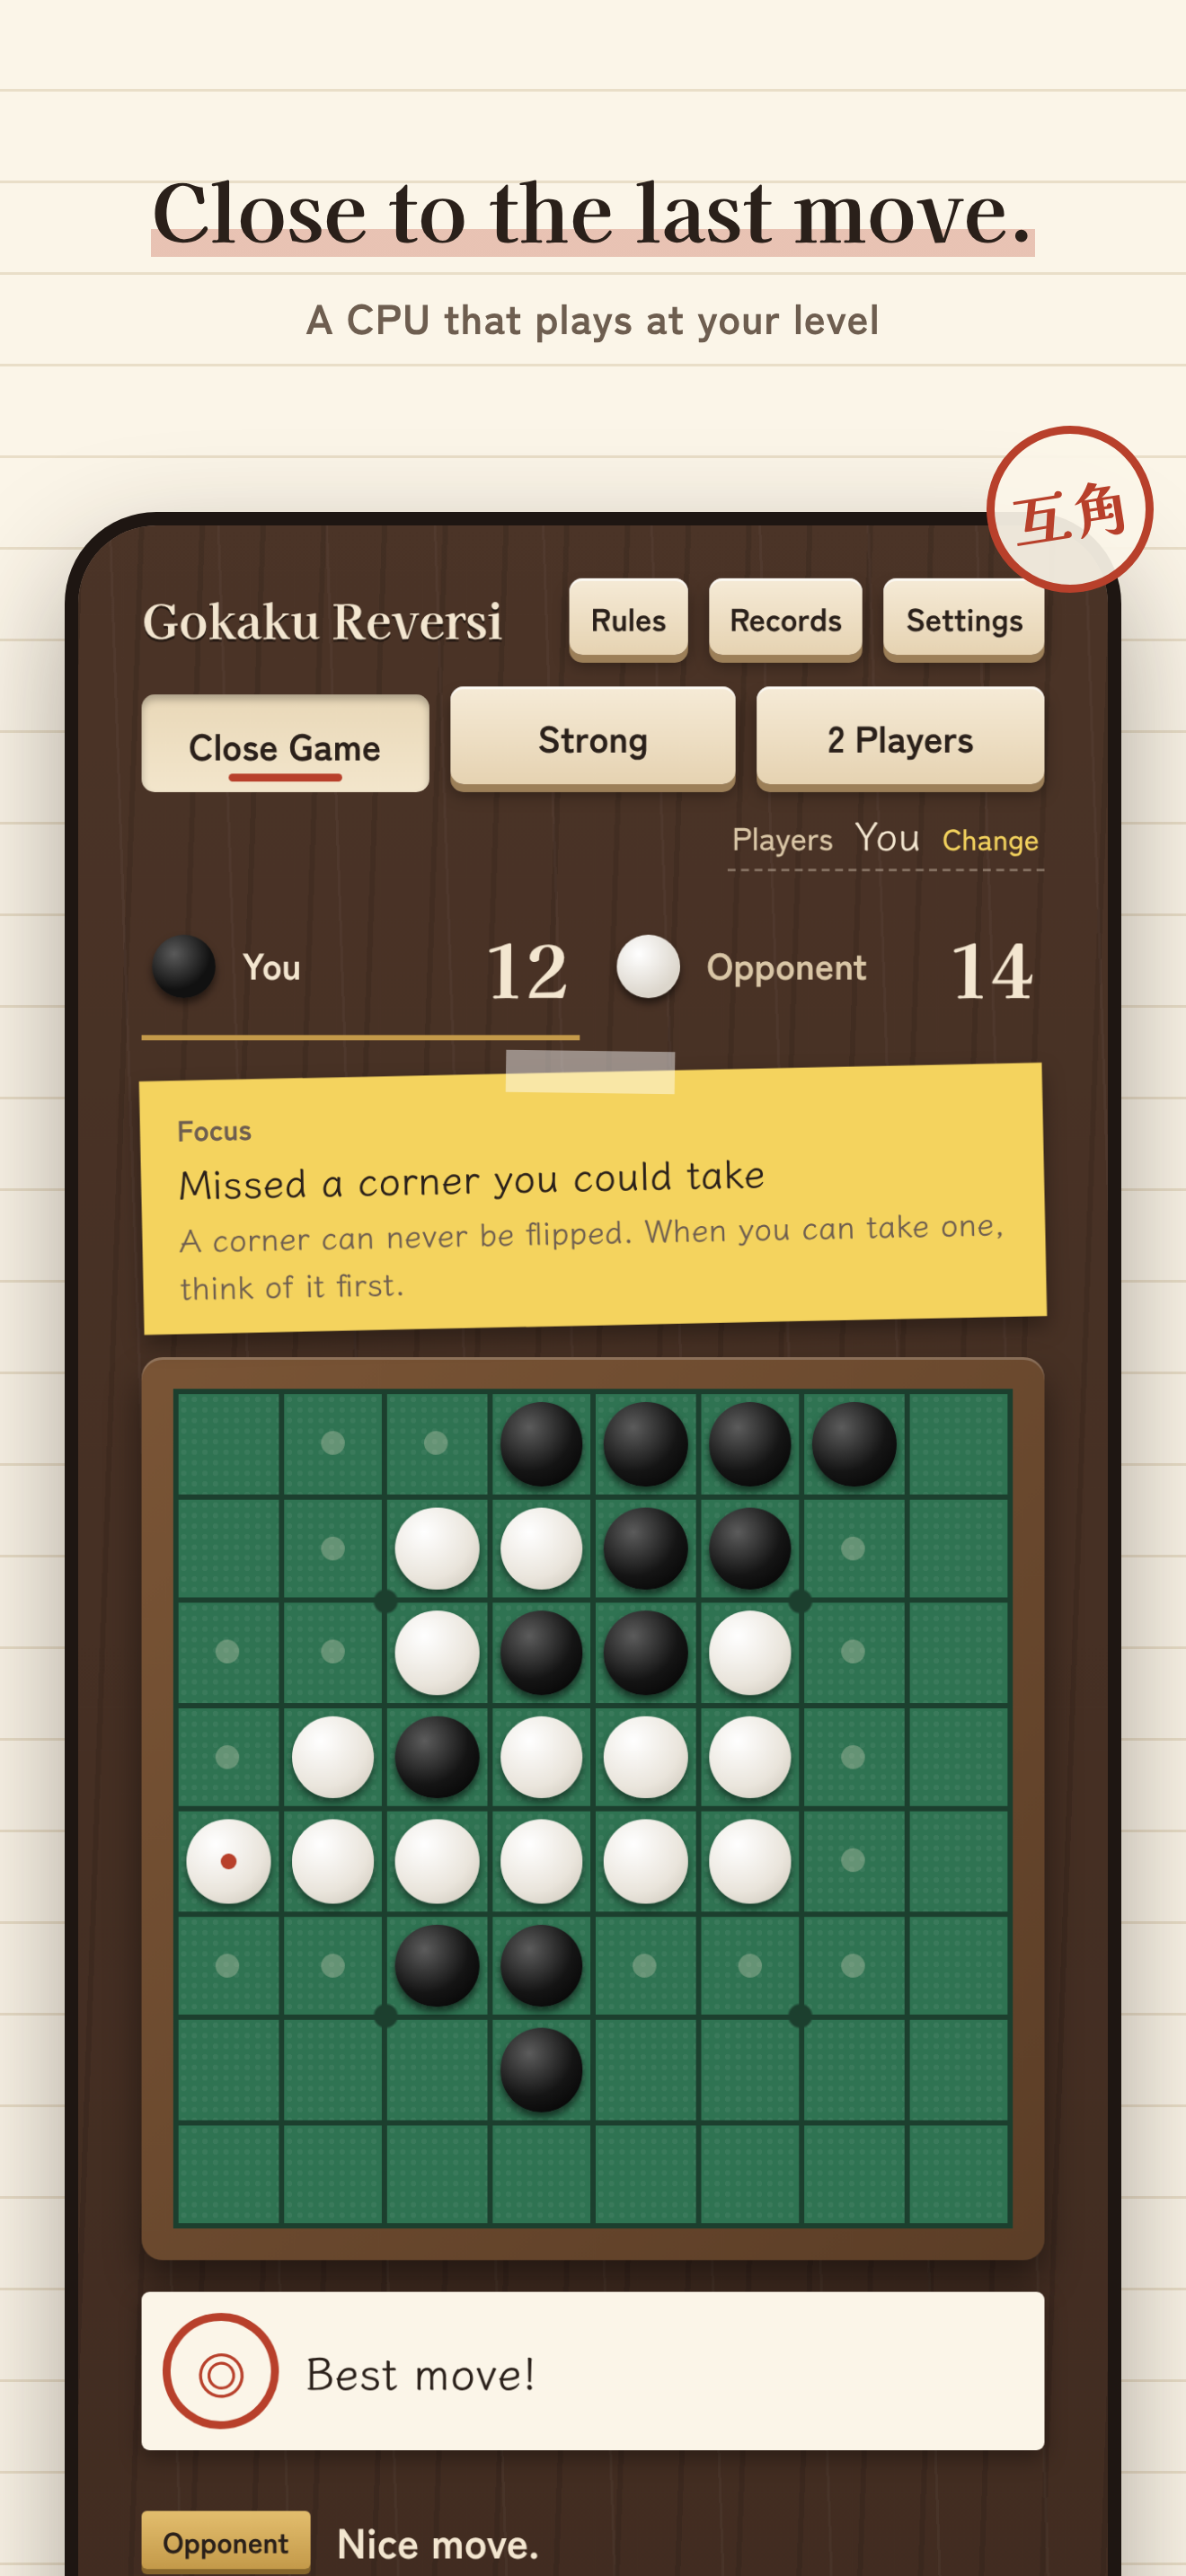 Close to the last move.
A CPU that plays at your level
互角
Gokaku Reversi
Rules
Records
Settings
Close Game
Strong
2 Players
Players You Change
You
12
Opponent
14
Focus
Missed a corner you could take
A corner can never be flipped. When you can take one,
think of it first.
◎ Best move!
Opponent
Nice move.